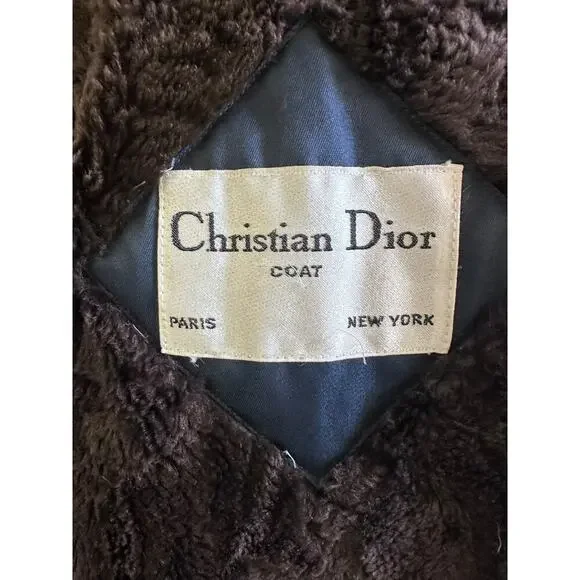 Christian Dior
COAT
PARIS NEW YORK